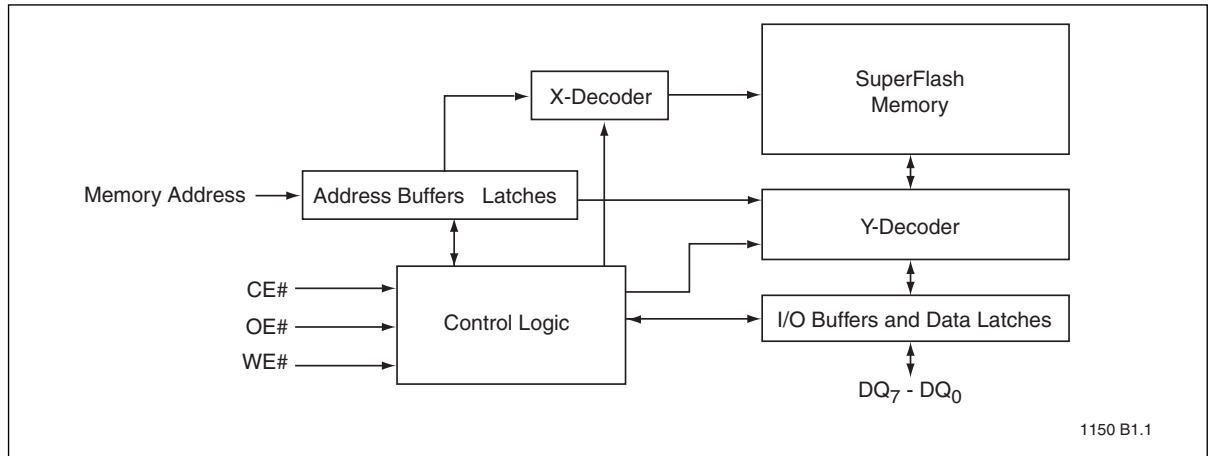 SuperFlash
Memory
X-Decoder
Memory Address
Address Buffers Latches
Y-Decoder
CE#
OE#
WE#
Control Logic
I/O Buffers and Data Latches
DQ7 - DQ0
1150 B1.1